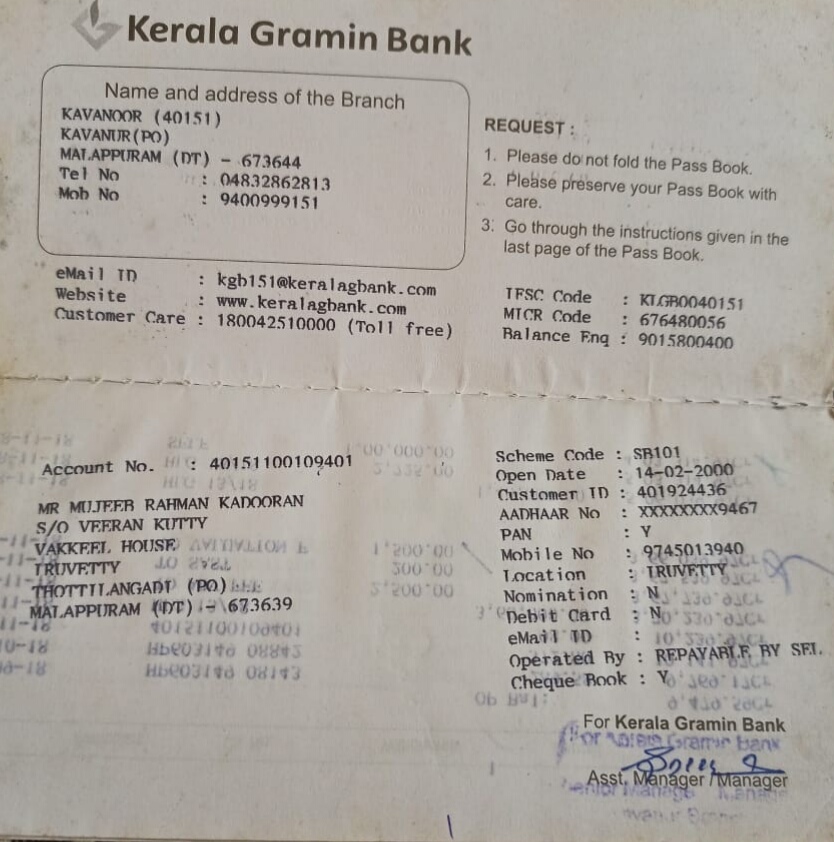 Kerala Gramin Bank
Name and address of the Branch
KAVANOOR (40151)
KAVANUR(PO)
MALAPPURAM (DT) - 673644
Tel No : 04832862813
Mob No : 9400999151
eMail ID : kgb151@keralagbank.com
Website : www.keralagbank.com
Customer Care : 180042510000 (Toll free)
REQUEST :
1. Please do not fold the Pass Book.
2. Please preserve your Pass Book with
care.
3. Go through the instructions given in the
last page of the Pass Book.
IFSC Code : KLGB0040151
MICR Code : 676480056
Balance Enq : 9015800400
Account No. : 40151100109401
MR MUJEEB RAHMAN KADOORAN
S/O VEERAN KUTTY
VAKKEEL HOUSE
IRUVETTY
THOTTILANGADI (PO)
MALAPPURAM (DT) - 673639
Scheme Code : SB101
Open Date : 14-02-2000
Customer ID : 401924436
AADHAAR No : XXXXXXXX9467
PAN : Y
Mobile No : 9745013940
Location : IRUVETTY
Nomination : N
Debit Card : N
eMail ID :
Operated By : REPAYABLE BY SEL
Cheque Book : Y
For Kerala Gramin Bank
For Kerala Gramin Bank
Asst. Manager / Manager